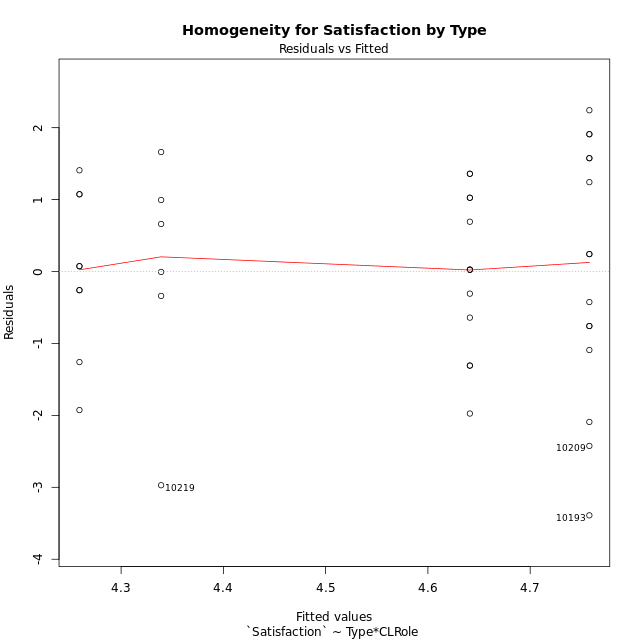 Homogeneity for Satisfaction by Type
Residuals vs Fitted
Residuals
2
1
0
-1
-2
-3
-4
10209
10219
10193
4.3 4.4 4.5 4.6 4.7
Fitted values
`Satisfaction` ~ Type*CLRole